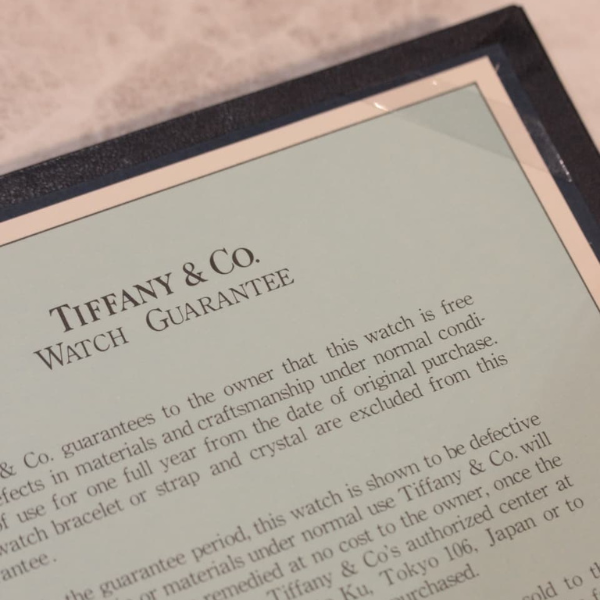 TIFFANY & CO.
WATCH GUARANTEE
& Co. guarantees to the owner that this watch is free
efects in materials and craftsmanship under normal condi-
of use for one full year from the date of original purchase.
watch bracelet or strap and crystal are excluded from this
antee.
the guarantee period, this watch is shown to be defective
or materials under normal use Tiffany & Co. will
remedied at no cost to the owner, once the
Tiffany & Co's authorized center at
Ku, Tokyo 106, Japan or to
purchased.
sold to th